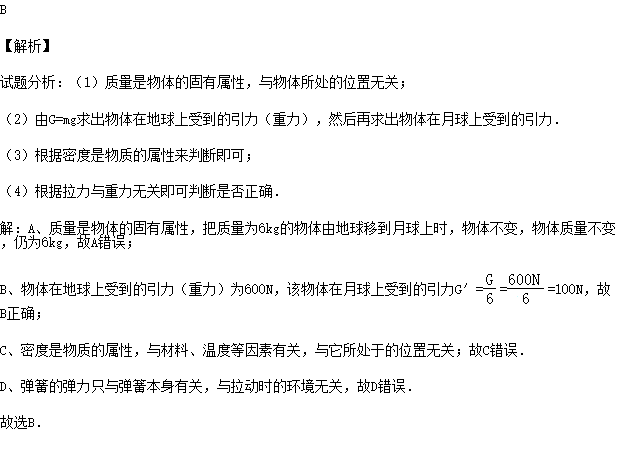 B
【解析】
试题分析：（1）质量是物体的固有属性，与物体所处的位置无关；
（2）由G=mg求出物体在地球上受到的引力（重力），然后再求出物体在月球上受到的引力．
（3）根据密度是物质的属性来判断即可；
（4）根据拉力与重力无关即可判断是否正确．
解：A、质量是物体的固有属性，把质量为6kg的物体由地球移到月球上时，物体不变，物体质量不变
，仍为6kg，故A错误；
B、物体在地球上受到的引力（重力）为600N，该物体在月球上受到的引力G′=G/6=600N/6=100N，故
B正确；
C、密度是物质的属性，与材料、温度等因素有关，与它所处于的位置无关；故C错误．
D、弹簧的弹力只与弹簧本身有关，与拉动时的环境无关，故D错误．
故选B．